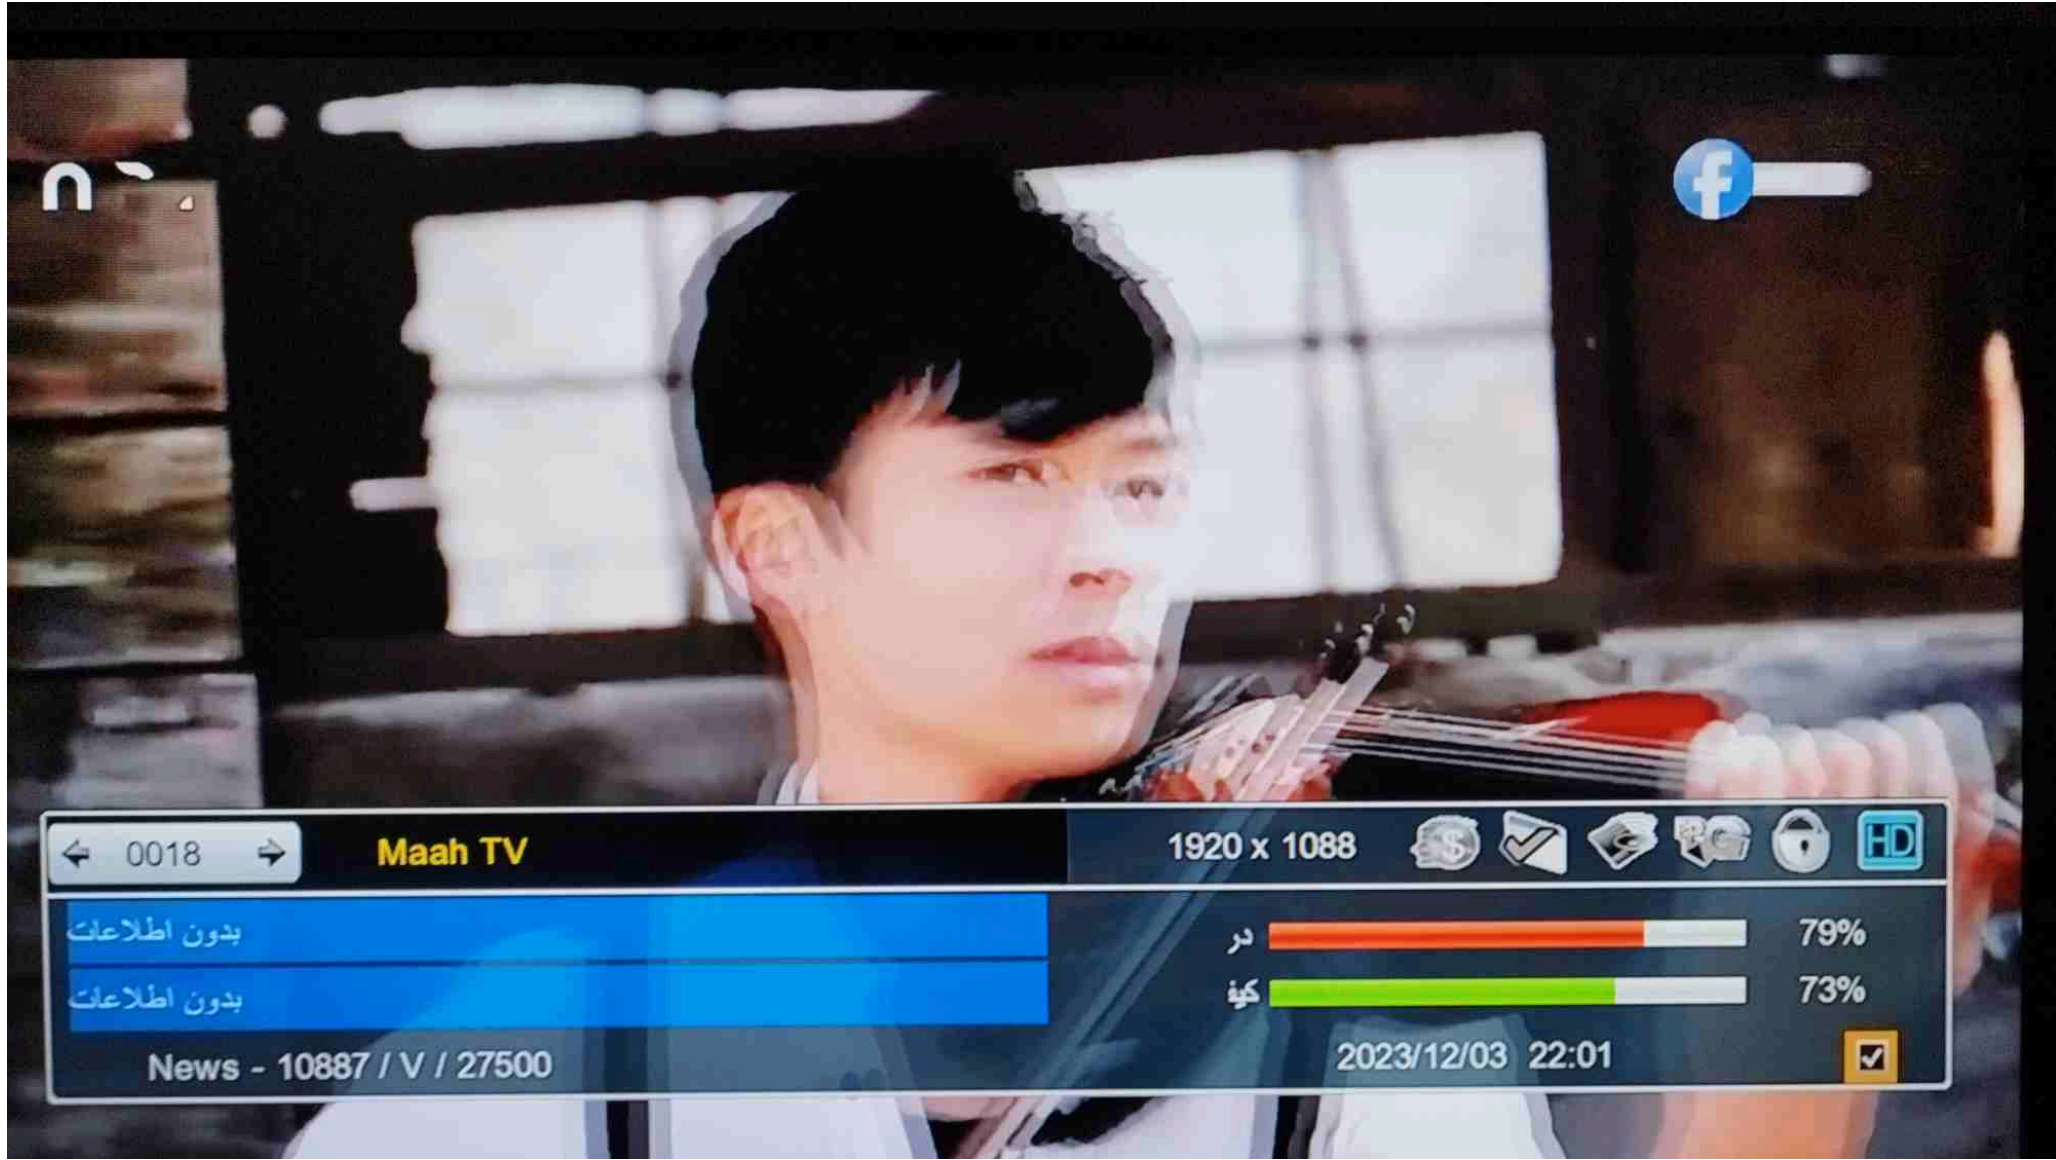 f
0018
Maah TV
1920 x 1088
HD
بدون اطلاعات
در
79%
بدون اطلاعات
کیف
73%
News - 10887 / V / 27500
2023/12/03 22:01